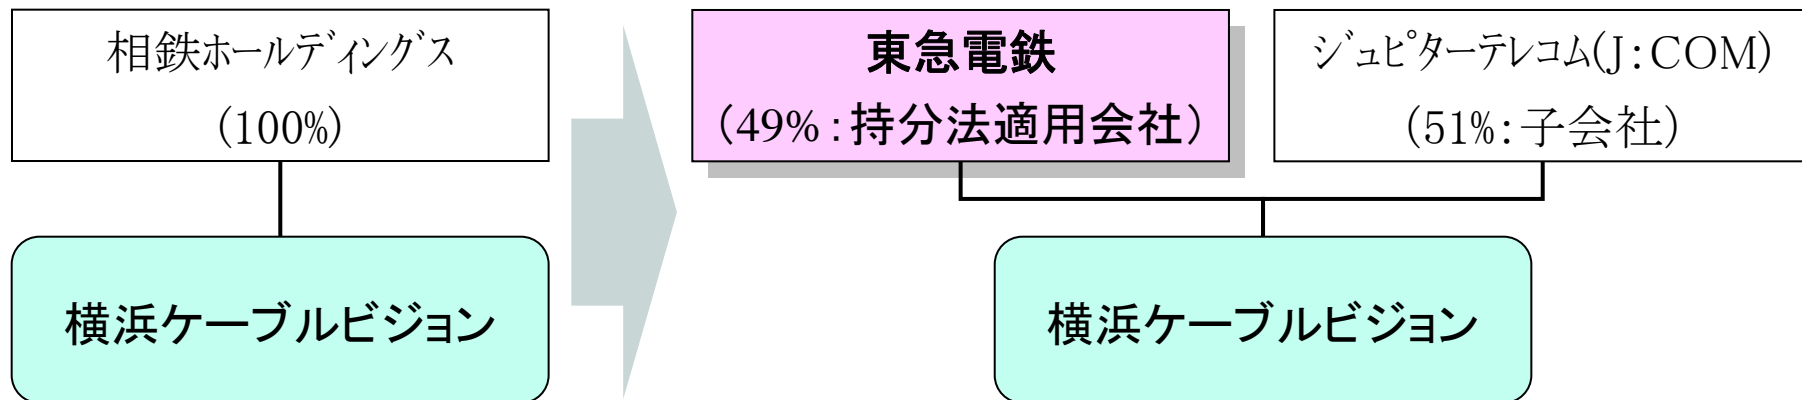 相鉄ホールディングス
(100%)
横浜ケーブルビジョン
東急電鉄
(49%:持分法適用会社)
ジュピターテレコム(J:COM)
(51%:子会社)
横浜ケーブルビジョン